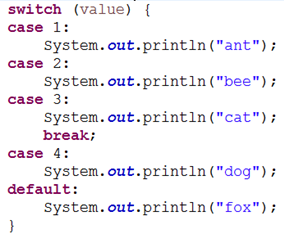 switch (value) {
case 1:
    System.out.println("ant");
case 2:
    System.out.println("bee");
case 3:
    System.out.println("cat");
    break;
case 4:
    System.out.println("dog");
default:
    System.out.println("fox");
}